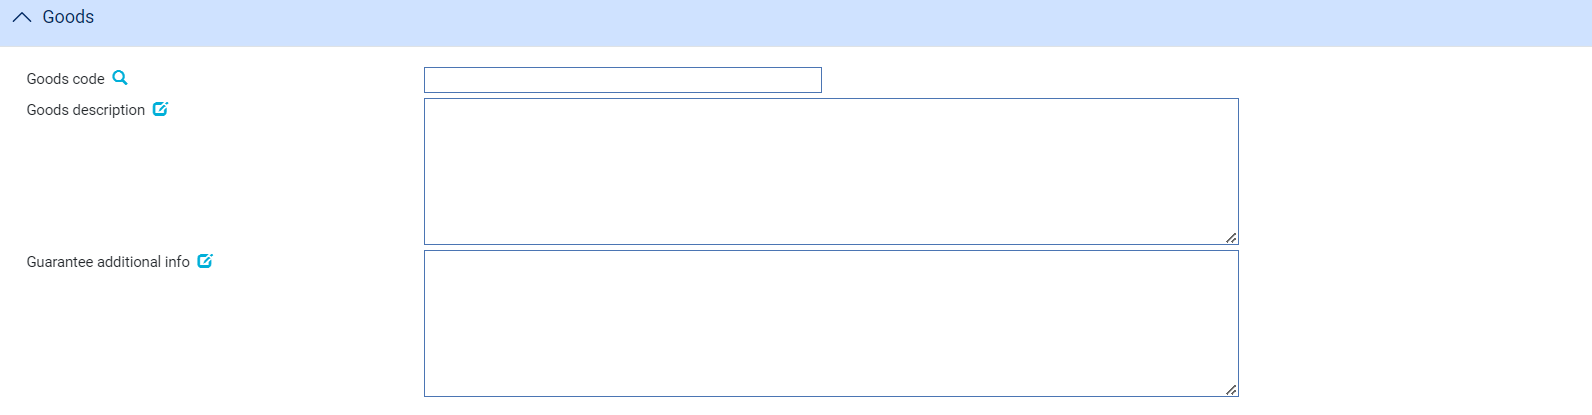 Goods
Goods code
Goods description
Guarantee additional info